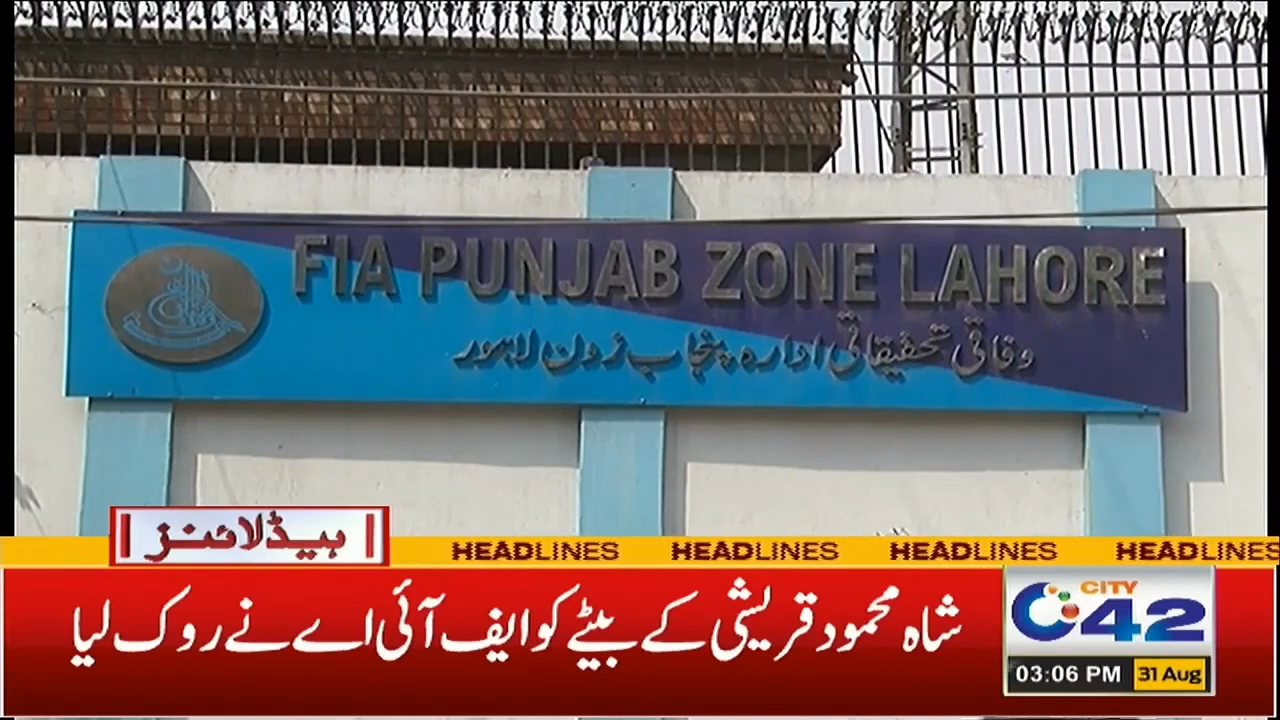 FIA PUNJAB ZONE LAHORE
وفاقی تحقیقاتی ادارہ پنجاب زون لاہور
ہیڈلائنز
HEADLINES HEADLINES HEADLINES HEADLINES
شاہ محمود قریشی کے بیٹے کو ایف آئی اے نے روک لیا
CITY
42
03:06 PM 31 Aug